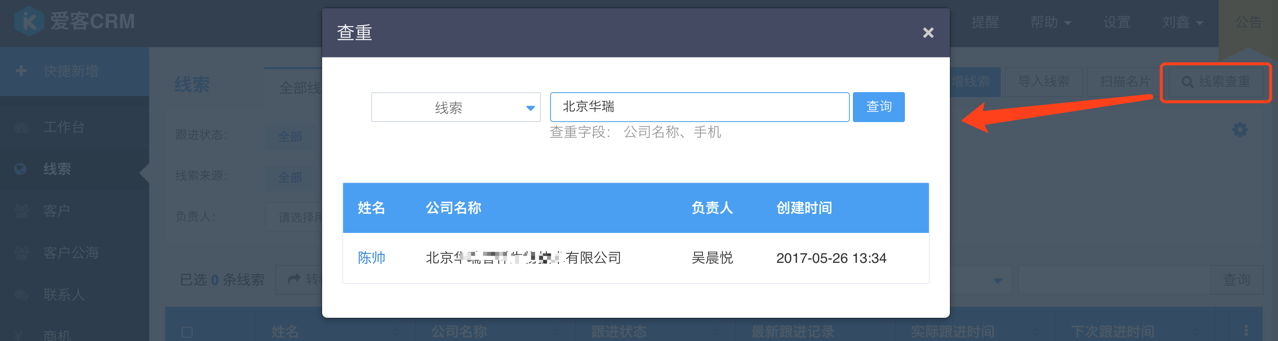 爱客CRM
提醒 帮助 设置 刘鑫 公告
查重
快捷新增
线索
全部线
增线索 导入线索 扫描名片 线索查重
线索 北京华瑞 查询
查重字段： 公司名称、手机
工作台
跟进状态： 全部
线索
线索来源： 全部
客户
负责人： 请选择
姓名 公司名称 负责人 创建时间
陈帅 北京华瑞 有限公司 吴晨悦 2017-05-26 13:34
客户公海
已选 0 条线索 转
查询
联系人
商机
姓名 公司名称 跟进状态 最新跟进记录 实际跟进时间 下次跟进时间